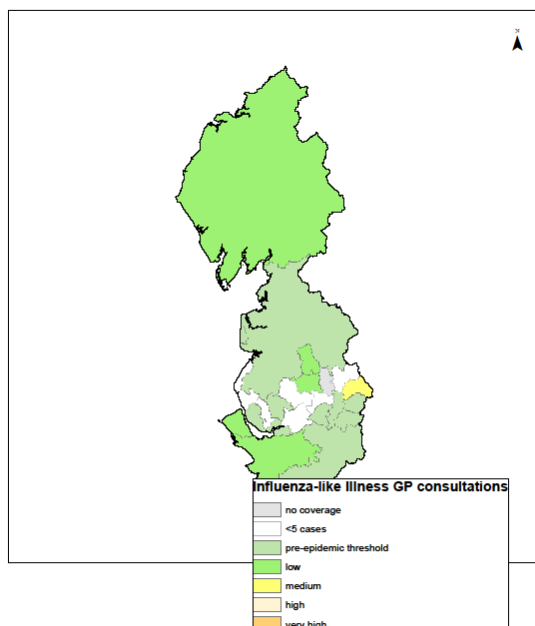 N
Influenza-like Illness GP consultations
no coverage
<5 cases
pre-epidemic threshold
low
medium
high
very high